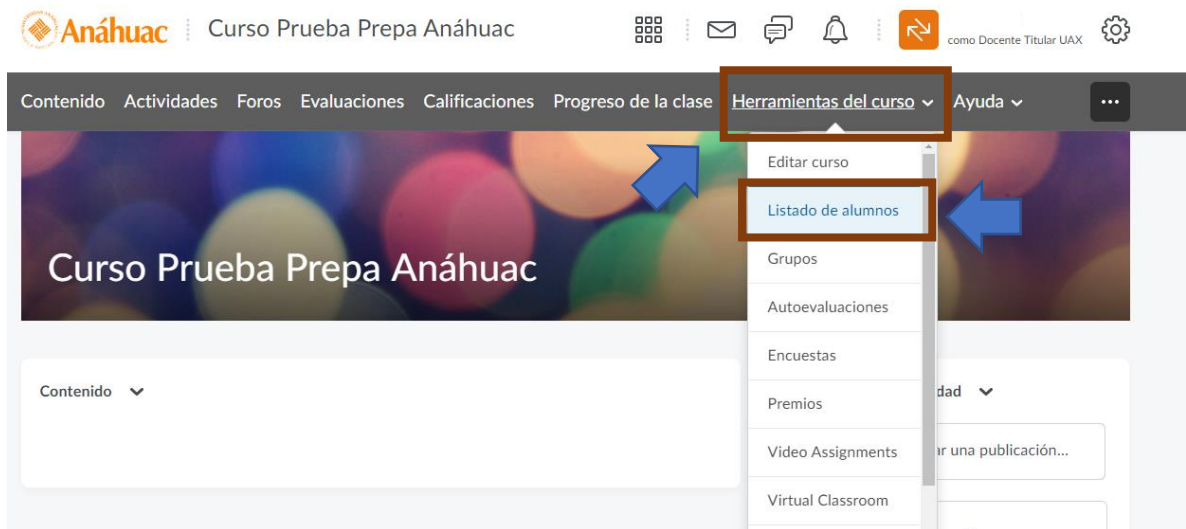 Anáhuac
Curso Prueba Prepa Anáhuac
como Docente Titular UAX
Contenido Actividades Foros Evaluaciones Calificaciones Progreso de la clase Herramientas del curso Ayuda
Curso Prueba Prepa Anáhuac
Editar curso
Listado de alumnos
Grupos
Autoevaluaciones
Encuestas
Premios
Video Assignments
Virtual Classroom
Contenido
dad
una publicación...